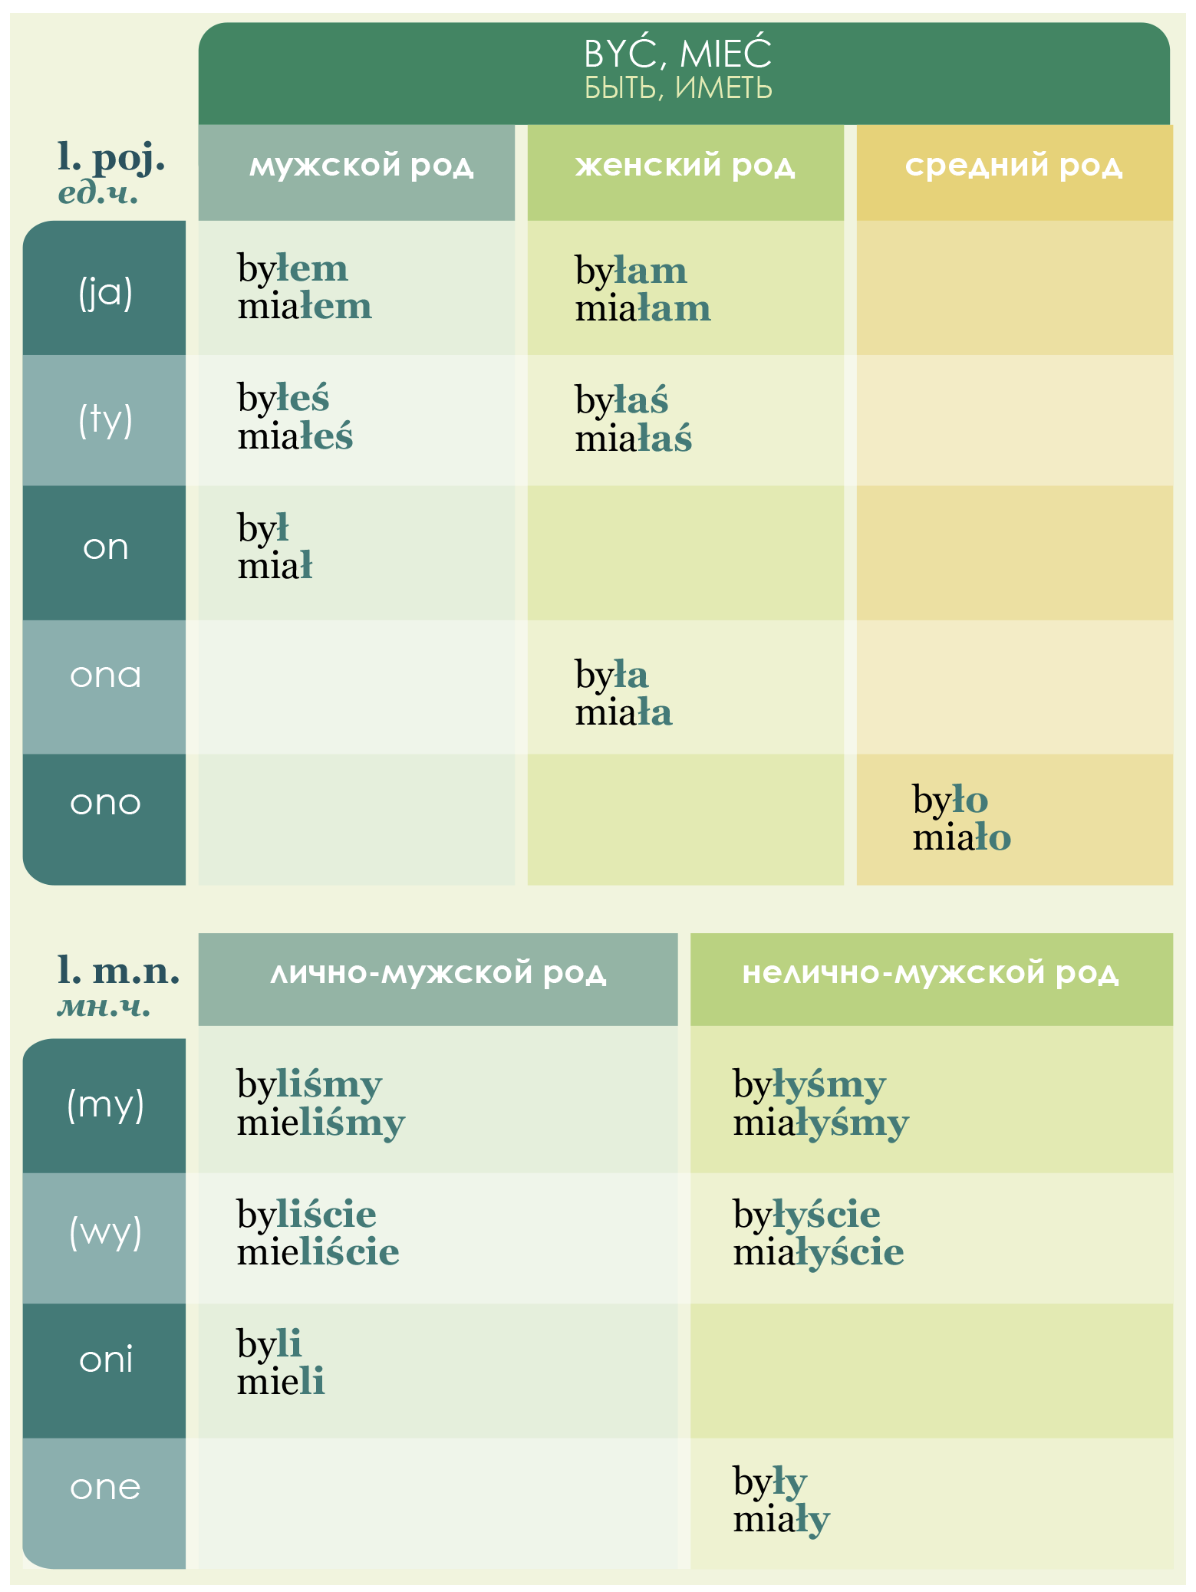 BYĆ, MIEĆ
БЫТЬ, ИМЕТЬ
l. poj.
ед.ч.
мужской род
женский род
средний род
(ja)
byłem
miałem
byłam
miałam
(ty)
byłeś
miałeś
byłaś
miałaś
on
był
miał
ona
była
miała
ono
było
miało
l. m.n.
мн.ч.
лично-мужской род
нелично-мужской род
(my)
byliśmy
mieliśmy
byłyśmy
miałyśmy
(wy)
byliście
mieliście
byłyście
miałyście
oni
byli
mieli
one
były
miały